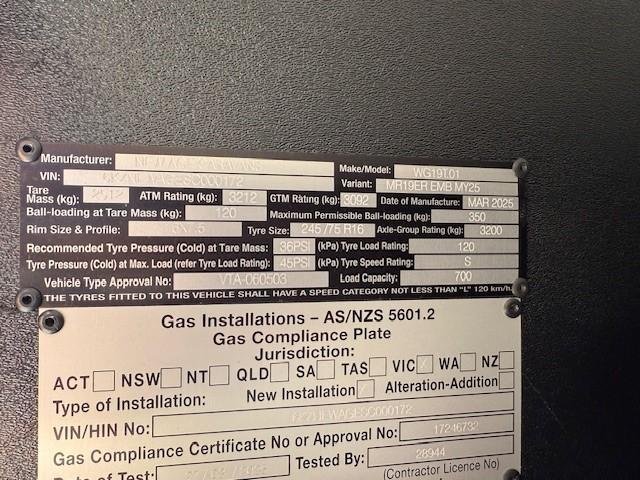 Manufacturer:
Make/Model: WG19T01
VIN:
Variant: MR19ER EMB MY25
Tare Mass (kg): 2512 ATM Rating (kg): 3212 GTM Rating (kg): 3092 Date of Manufacture: MAR 2025
Ball-loading at Tare Mass (kg): 120 Maximum Permissible Ball-loading (kg): 350
Rim Size & Profile: Tyre Size: 245/75 R16 Axle-Group Rating (kg): 3200
Recommended Tyre Pressure (Cold) at Tare Mass: 36PSI (kPa) Tyre Load Rating: 120
Tyre Pressure (Cold) at Max. Load (refer Tyre Load Rating): 45PSI (kPa) Tyre Speed Rating: S
Vehicle Type Approval No: VTA-060503 Load Capacity: 700
THE TYRES FITTED TO THIS VEHICLE SHALL HAVE A SPEED CATEGORY NOT LESS THAN "L" 120 km/h.
Gas Installations – AS/NZS 5601.2
Gas Compliance Plate
Jurisdiction:
ACT NSW NT QLD SA TAS VIC WA NZ
Type of Installation: New Installation Alteration-Addition
VIN/HIN No:
Gas Compliance Certificate No or Approval No: 17246732
Date of Test: Tested By: 28944
(Contractor Licence No)